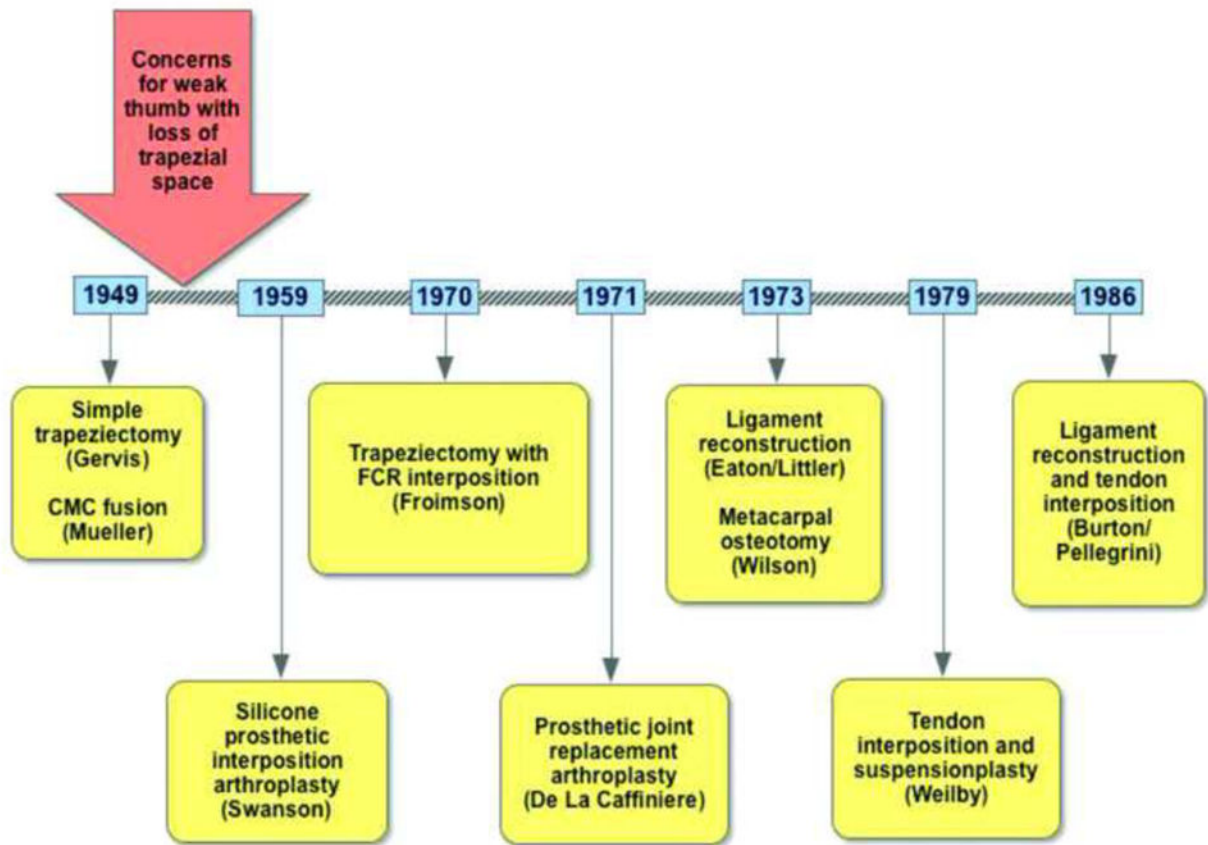 Concerns
for weak
thumb with
loss of
trapezial
space
1949
1959
1970
1971
1973
1979
1986
Simple
trapeziectomy
(Gervis)
CMC fusion
(Mueller)
Trapeziectomy with
FCR interposition
(Froimson)
Ligament
reconstruction
(Eaton/Littler)
Metacarpal
osteotomy
(Wilson)
Ligament
reconstruction
and tendon
interposition
(Burton/
Pellegrini)
Silicone
prosthetic
interposition
arthroplasty
(Swanson)
Prosthetic joint
replacement
arthroplasty
(De La Caffiniere)
Tendon
interposition and
suspensionplasty
(Weilby)